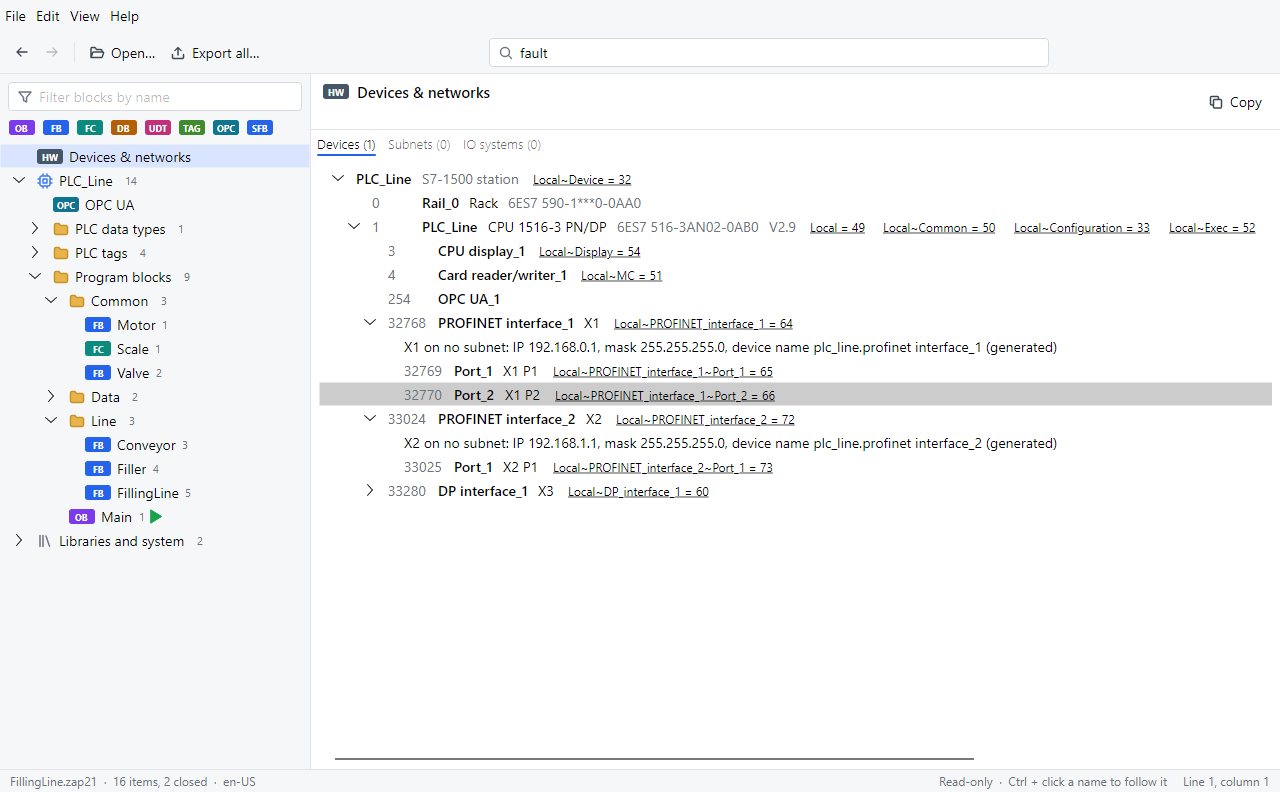 File Edit View Help
Open... Export all... fault
Filter blocks by name
OB FB FC DB UDT TAG OPC SFB
HW Devices & networks
PLC_Line 14
OPC OPC UA
PLC data types 1
PLC tags 4
Program blocks 9
Common 3
FB Motor 1
FC Scale 1
FB Valve 2
Data 2
Line 3
FB Conveyor 3
FB Filler 4
FB FillingLine 5
OB Main 1
Libraries and system 2
HW Devices & networks
Copy
Devices (1) Subnets (0) IO systems (0)
PLC_Line S7-1500 station Local~Device = 32
0 Rail_0 Rack 6ES7 590-1***0-0AA0
1 PLC_Line CPU 1516-3 PN/DP 6ES7 516-3AN02-0AB0 V2.9 Local = 49 Local~Common = 50 Local~Configuration = 33 Local~Exec = 52
3 CPU display_1 Local~Display = 54
4 Card reader/writer_1 Local~MC = 51
254 OPC UA_1
32768 PROFINET interface_1 X1 Local~PROFINET_interface_1 = 64
X1 on no subnet: IP 192.168.0.1, mask 255.255.255.0, device name plc_line.profinet interface_1 (generated)
32769 Port_1 X1 P1 Local~PROFINET_interface_1~Port_1 = 65
32770 Port_2 X1 P2 Local~PROFINET_interface_1~Port_2 = 66
33024 PROFINET interface_2 X2 Local~PROFINET_interface_2 = 72
X2 on no subnet: IP 192.168.1.1, mask 255.255.255.0, device name plc_line.profinet interface_2 (generated)
33025 Port_1 X2 P1 Local~PROFINET_interface_2~Port_1 = 73
33280 DP interface_1 X3 Local~DP_interface_1 = 60
FillingLine.zap21 · 16 items, 2 closed · en-US
Read-only · Ctrl + click a name to follow it Line 1, column 1